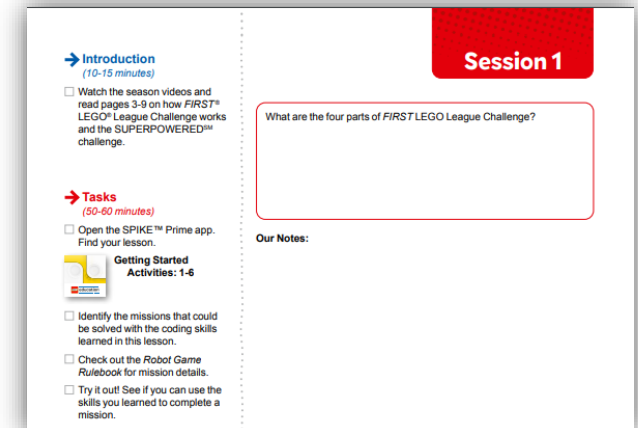 Session 1
Introduction
(10-15 minutes)
Watch the season videos and
read pages 3-9 on how FIRST®
LEGO® League Challenge works
and the SUPERPOWERED℠
challenge.
Tasks
(50-60 minutes)
Open the SPIKE™ Prime app.
Find your lesson.
Getting Started
Activities: 1-6
Identify the missions that could
be solved with the coding skills
learned in this lesson.
Check out the Robot Game
Rulebook for mission details.
Try it out! See if you can use the
skills you learned to complete a
mission.
What are the four parts of FIRST LEGO League Challenge?
Our Notes: